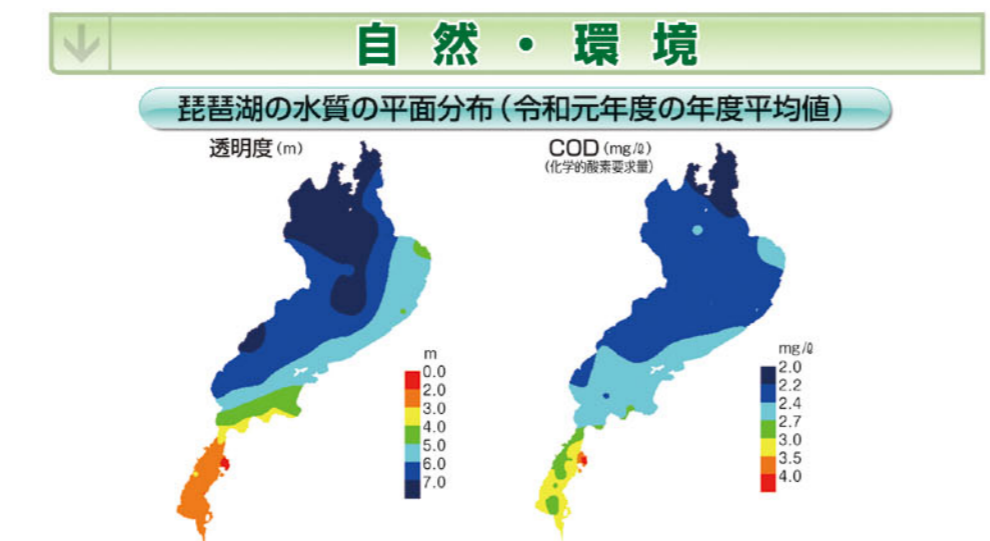 自然・環境
琵琶湖の水質の平面分布(令和元年度の年度平均値)
透明度(m)
COD(mg/ℓ)
(化学的酸素要求量)
m
0.0
2.0
3.0
4.0
5.0
6.0
7.0
mg/ℓ
2.0
2.2
2.4
2.7
3.0
3.5
4.0